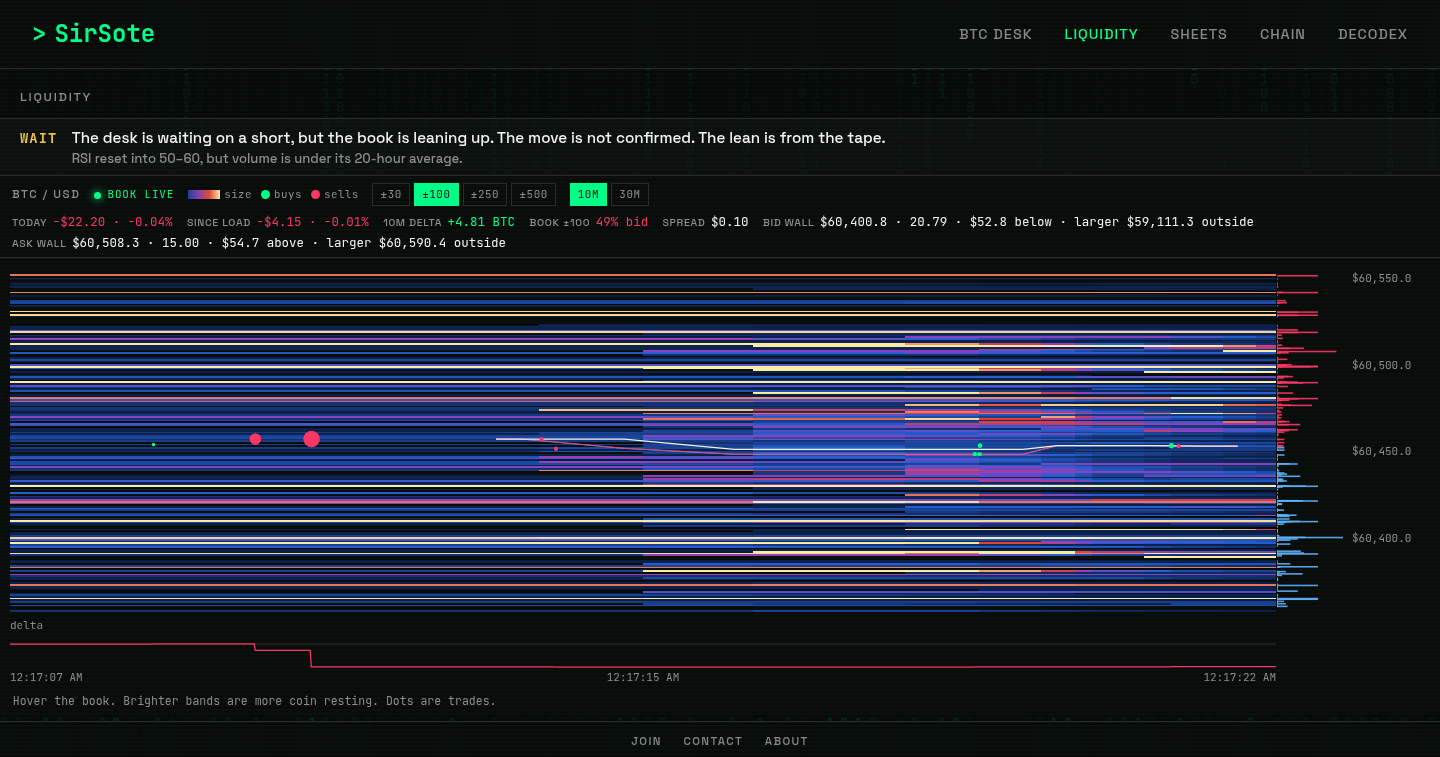 > SirSote
BTC DESK LIQUIDITY SHEETS CHAIN DECODEX
LIQUIDITY
WAIT The desk is waiting on a short, but the book is leaning up. The move is not confirmed. The lean is from the tape.
RSI reset into 50–60, but volume is under its 20-hour average.
BTC / USD BOOK LIVE size buys sells ±30 ±100 ±250 ±500 10M 30M
TODAY -$22.20 · -0.04% SINCE LOAD -$4.15 · -0.01% 10M DELTA +4.81 BTC BOOK ±100 49% bid SPREAD $0.10 BID WALL $60,400.8 · 20.79 · $52.8 below · larger $59,111.3 outside
ASK WALL $60,508.3 · 15.00 · $54.7 above · larger $60,590.4 outside
$60,550.0
$60,500.0
$60,450.0
$60,400.0
delta
12:17:07 AM 12:17:15 AM 12:17:22 AM
Hover the book. Brighter bands are more coin resting. Dots are trades.
JOIN CONTACT ABOUT